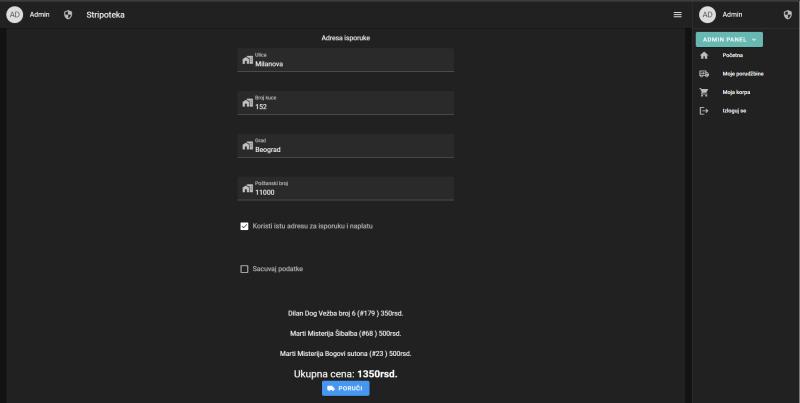 AD Admin Stripoteka
AD Admin
ADMIN PANEL
Početna
Moje porudžbine
Moja korpa
Izloguj se
Adresa isporuke
Ulica
Milanova
Broj kuce
152
Grad
Beograd
Poštanski broj
11000
Koristi istu adresu za isporuku i naplatu
Sacuvaj podatke
Dilan Dog Vežba broj 6 (#179 ) 350rsd.
Marti Misterija Šibalba (#68 ) 500rsd.
Marti Misterija Bogovi sutona (#23 ) 500rsd.
Ukupna cena: 1350rsd.
PORUČI